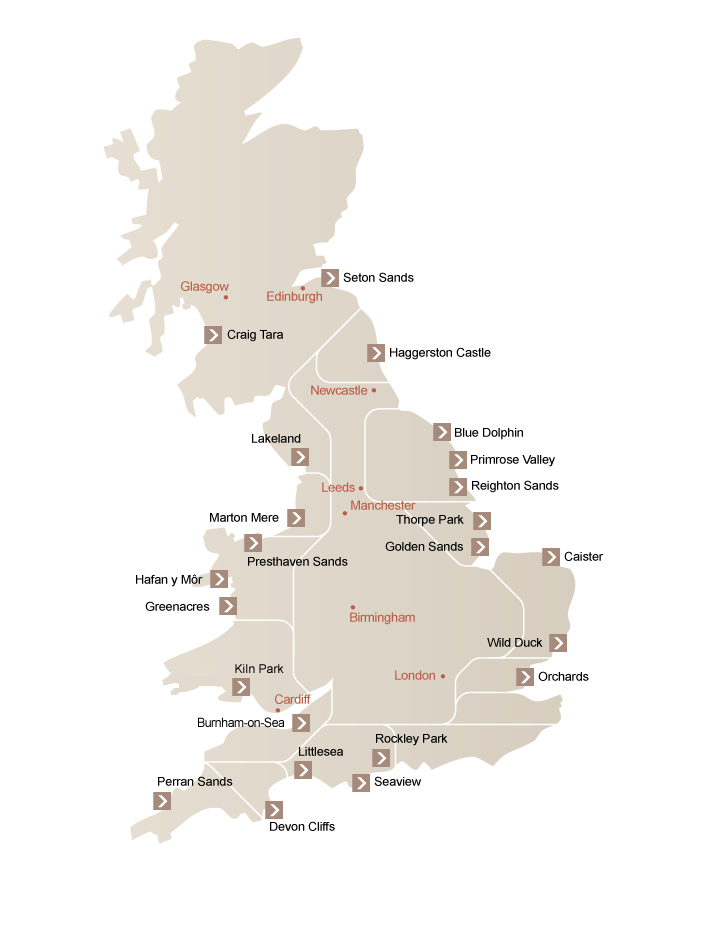 Seton Sands
Glasgow
Edinburgh
Craig Tara
Haggerston Castle
Newcastle
Blue Dolphin
Lakeland
Primrose Valley
Reighton Sands
Leeds
Manchester
Marton Mere
Thorpe Park
Golden Sands
Caister
Presthaven Sands
Hafan y Môr
Greenacres
Birmingham
Wild Duck
Kiln Park
London
Orchards
Cardiff
Burnham-on-Sea
Rockley Park
Littlesea
Perran Sands
Seaview
Devon Cliffs